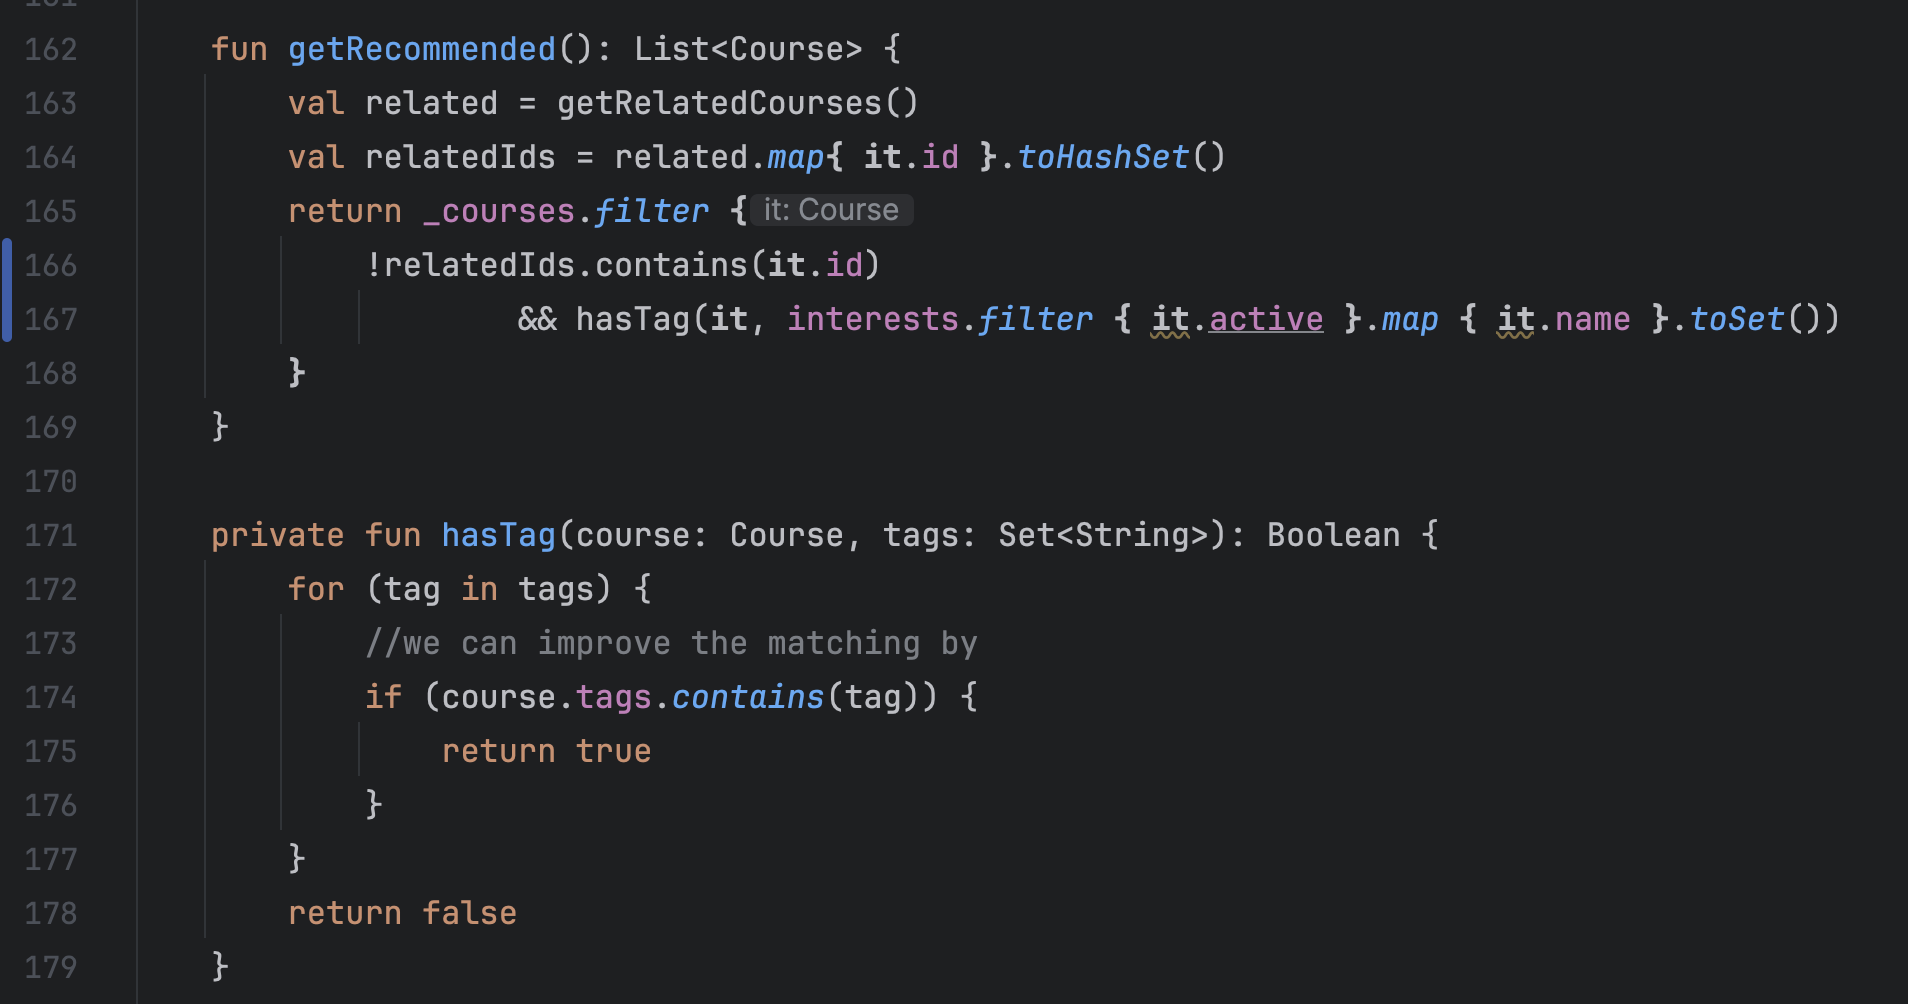 162 fun getRecommended(): List<Course> {
163 val related = getRelatedCourses()
164 val relatedIds = related.map{ it.id }.toHashSet()
165 return _courses.filter { it: Course
166 !relatedIds.contains(it.id)
167 && hasTag(it, interests.filter { it.active }.map { it.name }.toSet())
168 }
169 }
170
171 private fun hasTag(course: Course, tags: Set<String>): Boolean {
172 for (tag in tags) {
173 //we can improve the matching by
174 if (course.tags.contains(tag)) {
175 return true
176 }
177 }
178 return false
179 }